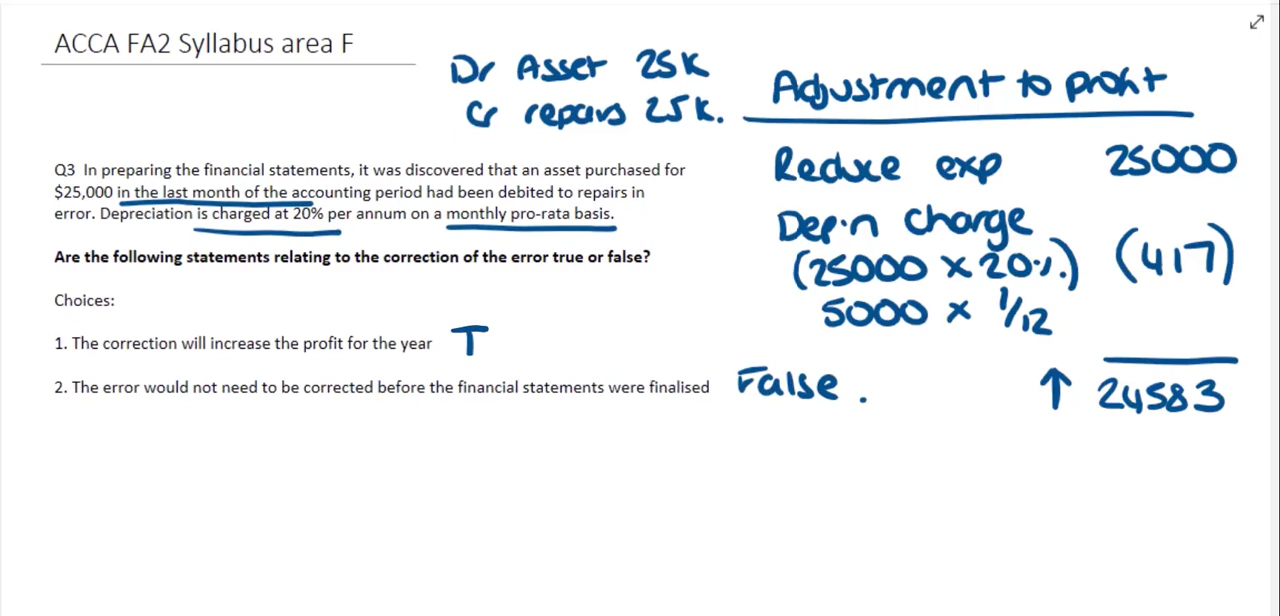 ACCA FA2 Syllabus area F
Dr Asset 25K
Cr repairs 25K.
Adjustment to profit
Q3 In preparing the financial statements, it was discovered that an asset purchased for
$25,000 in the last month of the accounting period had been debited to repairs in
error. Depreciation is charged at 20% per annum on a monthly pro-rata basis.
Are the following statements relating to the correction of the error true or false?
Choices:
1. The correction will increase the profit for the year T
2. The error would not need to be corrected before the financial statements were finalised False.
Reduce exp 25000
Dep.n charge
(25000 x 20%) (417)
5000 x 1/12
↑ 24583